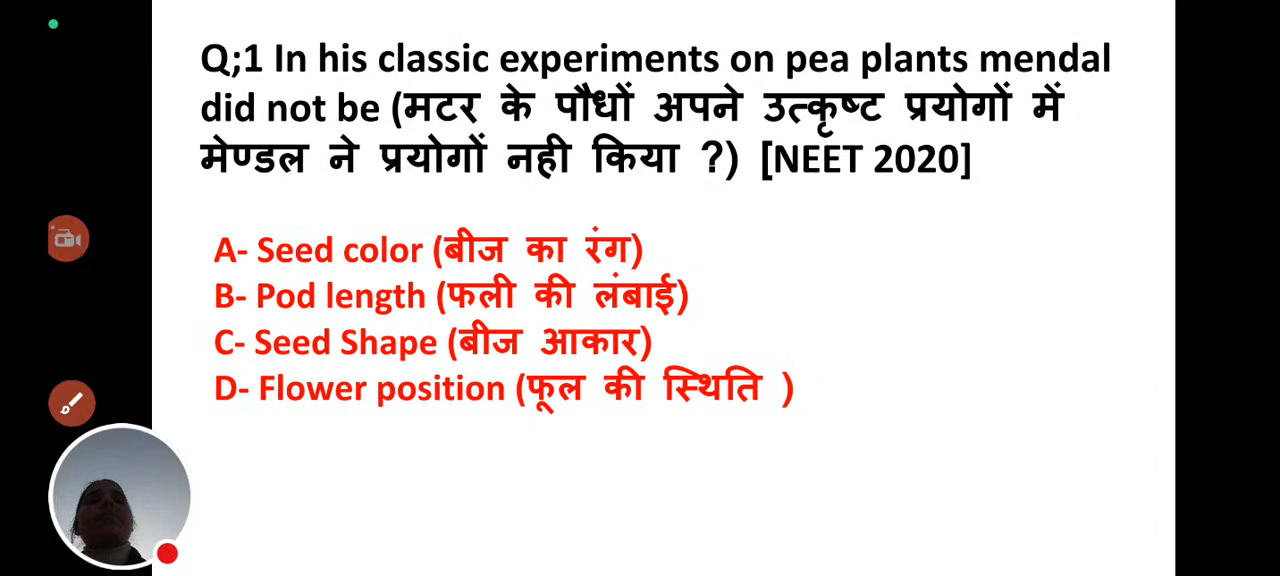 Q;1 In his classic experiments on pea plants mendal
did not be (मटर के पौधों अपने उत्कृष्ट प्रयोगों में
मेण्डल ने प्रयोगों नही किया ?) [NEET 2020]
A- Seed color (बीज का रंग)
B- Pod length (फली की लंबाई)
C- Seed Shape (बीज आकार)
D- Flower position (फूल की स्थिति )